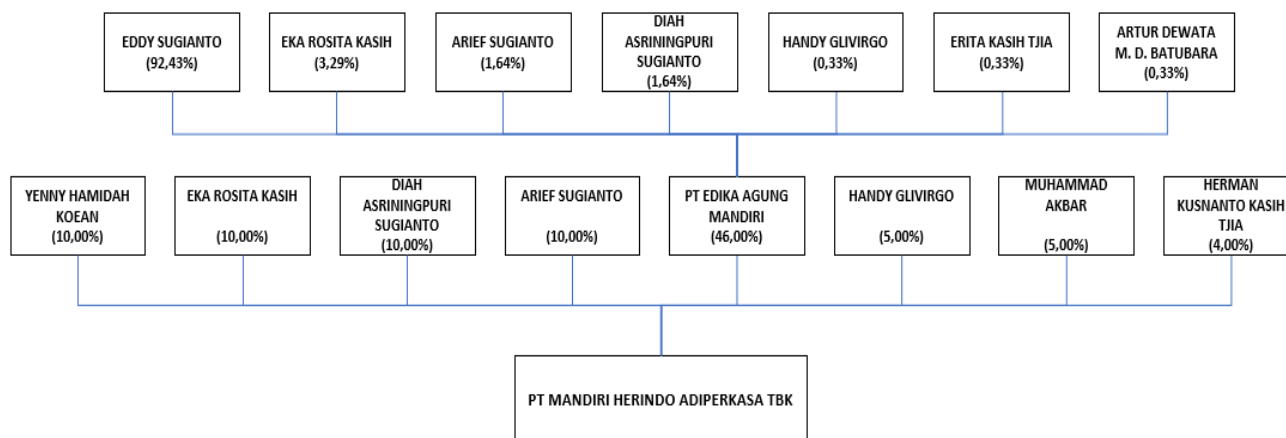 EDDY SUGIANTO
(92,43%)
EKA ROSITA KASIH
(3,29%)
ARIEF SUGIANTO
(1,64%)
DIAH
ASRININGPURI
SUGIANTO
(1,64%)
HANDY GLIVIRGO
(0,33%)
ERITA KASIH TJIA
(0,33%)
ARTUR DEWATA
M. D. BATUBARA
(0,33%)
YENNY HAMIDAH
KOEAN
(10,00%)
EKA ROSITA KASIH
(10,00%)
DIAH
ASRININGPURI
SUGIANTO
(10,00%)
ARIEF SUGIANTO
(10,00%)
PT EDIKA AGUNG
MANDIRI
(46,00%)
HANDY GLIVIRGO
(5,00%)
MUHAMMAD
AKBAR
(5,00%)
HERMAN
KUSNANTO KASIH
TJIA
(4,00%)
PT MANDIRI HERINDO ADIPERKASA TBK